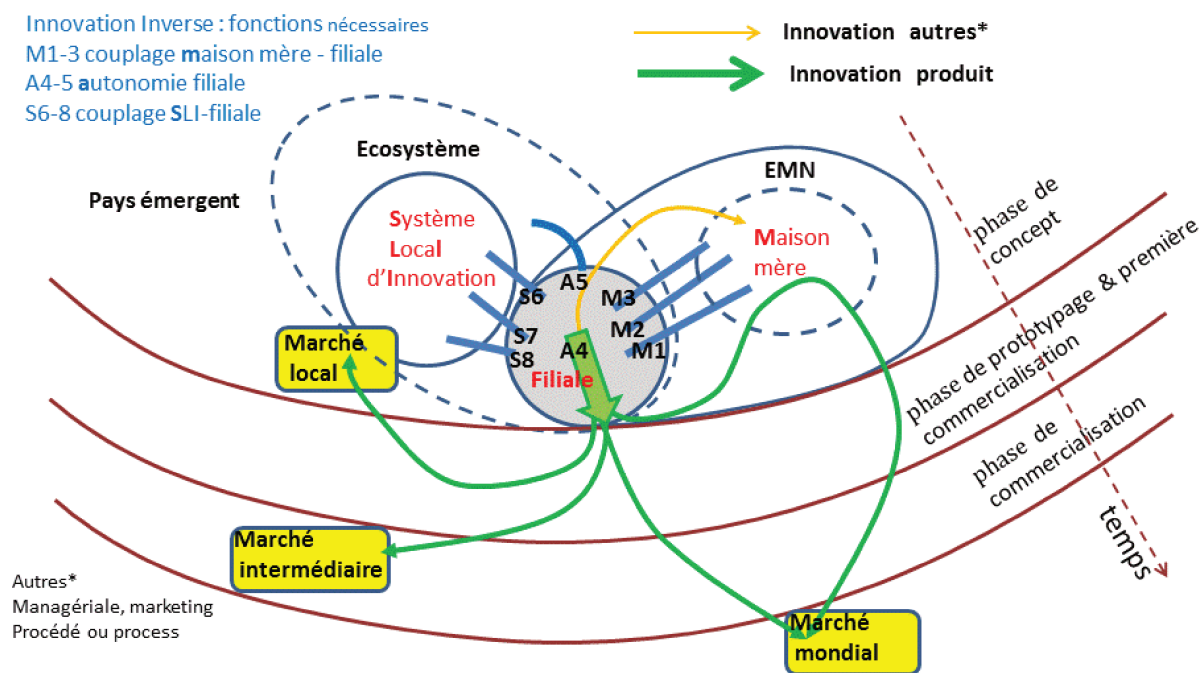 Innovation Inverse : fonctions nécessaires
M1-3 couplage maison mère - filiale
A4-5 autonomie filiale
S6-8 couplage SLI-filiale
Innovation autres*
Innovation produit
Ecosystème
EMN
Pays émergent
Système
Local
d'Innovation
Maison
mère
A5
S6
M3
S7
M2
S8
A4
M1
Filiale
Marché
local
phase de
concept
phase de prototypage & première
commercialisation
phase de
commercialisation
temps
Marché
intermédiaire
Autres*
Managériale, marketing
Procédé ou process
Marché
mondial